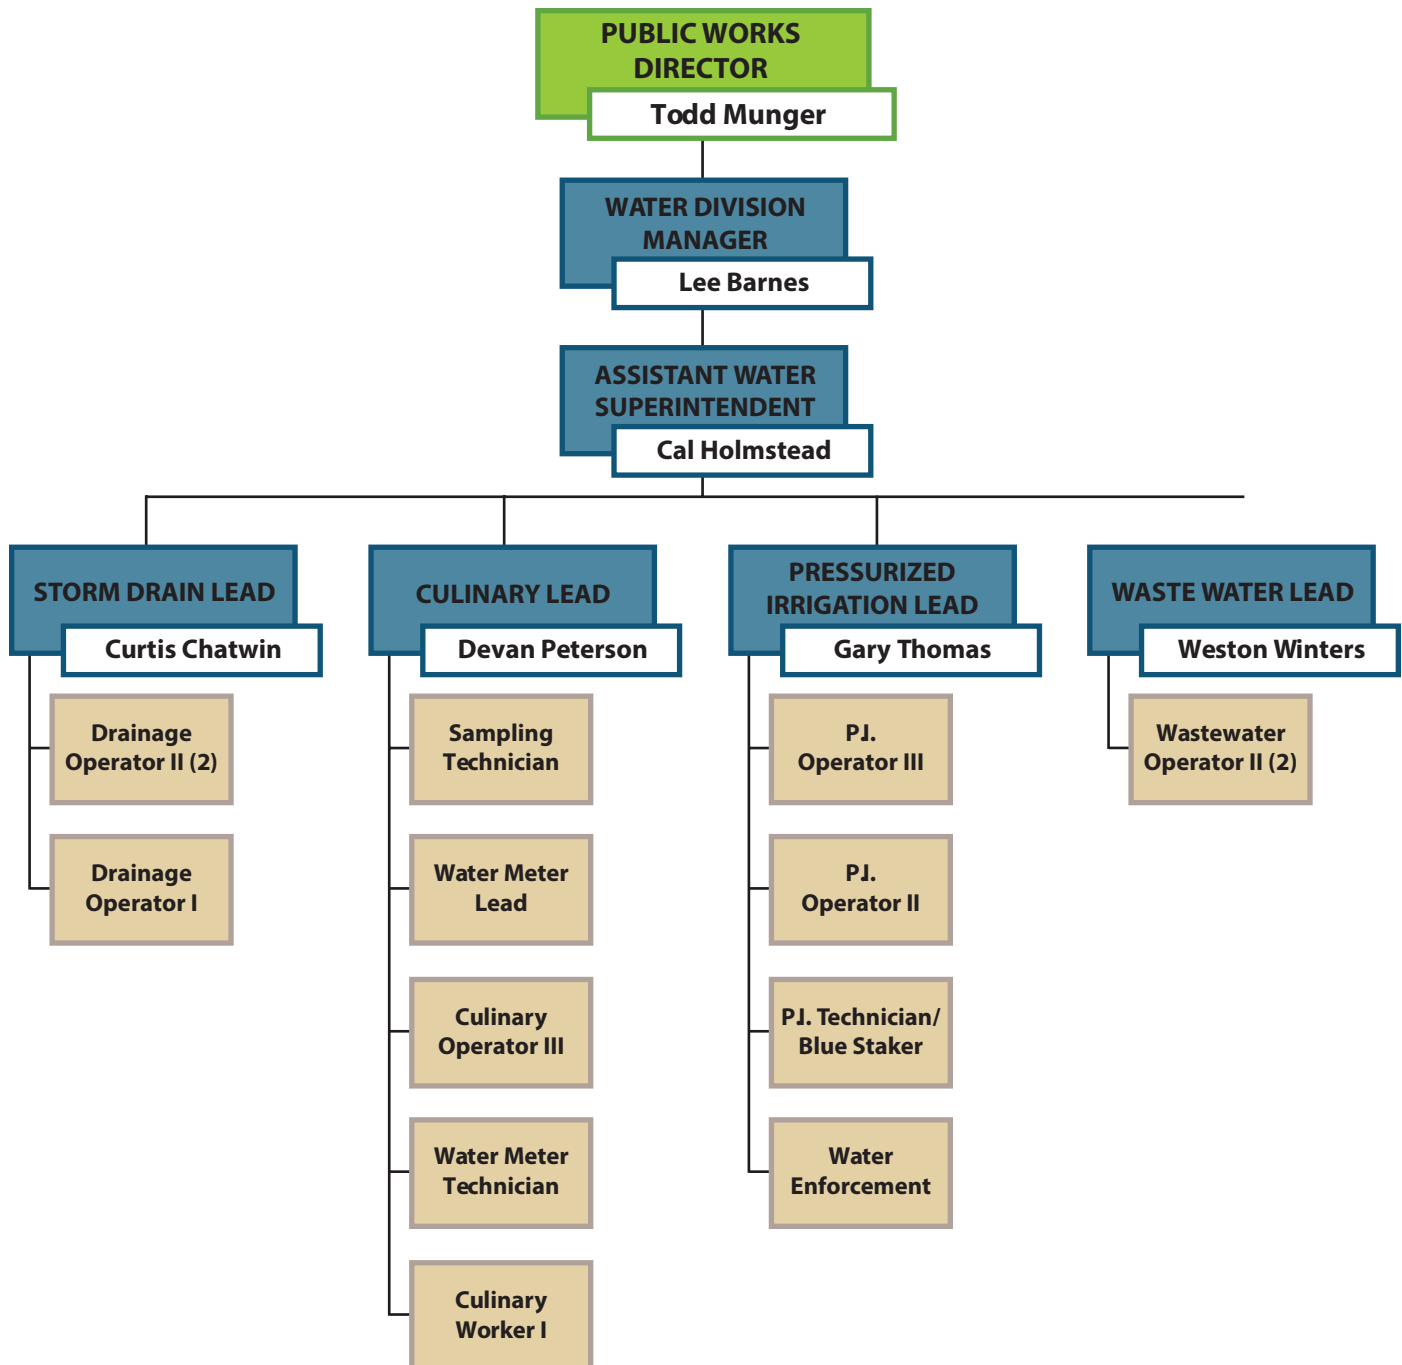 PUBLIC WORKS
DIRECTOR
Todd Munger
WATER DIVISION
MANAGER
Lee Barnes
ASSISTANT WATER
SUPERINTENDENT
Cal Holmstead
STORM DRAIN LEAD
Curtis Chatwin
Drainage
Operator II (2)
Drainage
Operator I
CULINARY LEAD
Devan Peterson
Sampling
Technician
Water Meter
Lead
Culinary
Operator III
Water Meter
Technician
Culinary
Worker I
PRESSURIZED
IRRIGATION LEAD
Gary Thomas
P.I.
Operator III
P.I.
Operator II
P.I. Technician/
Blue Staker
Water
Enforcement
WASTE WATER LEAD
Weston Winters
Wastewater
Operator II (2)